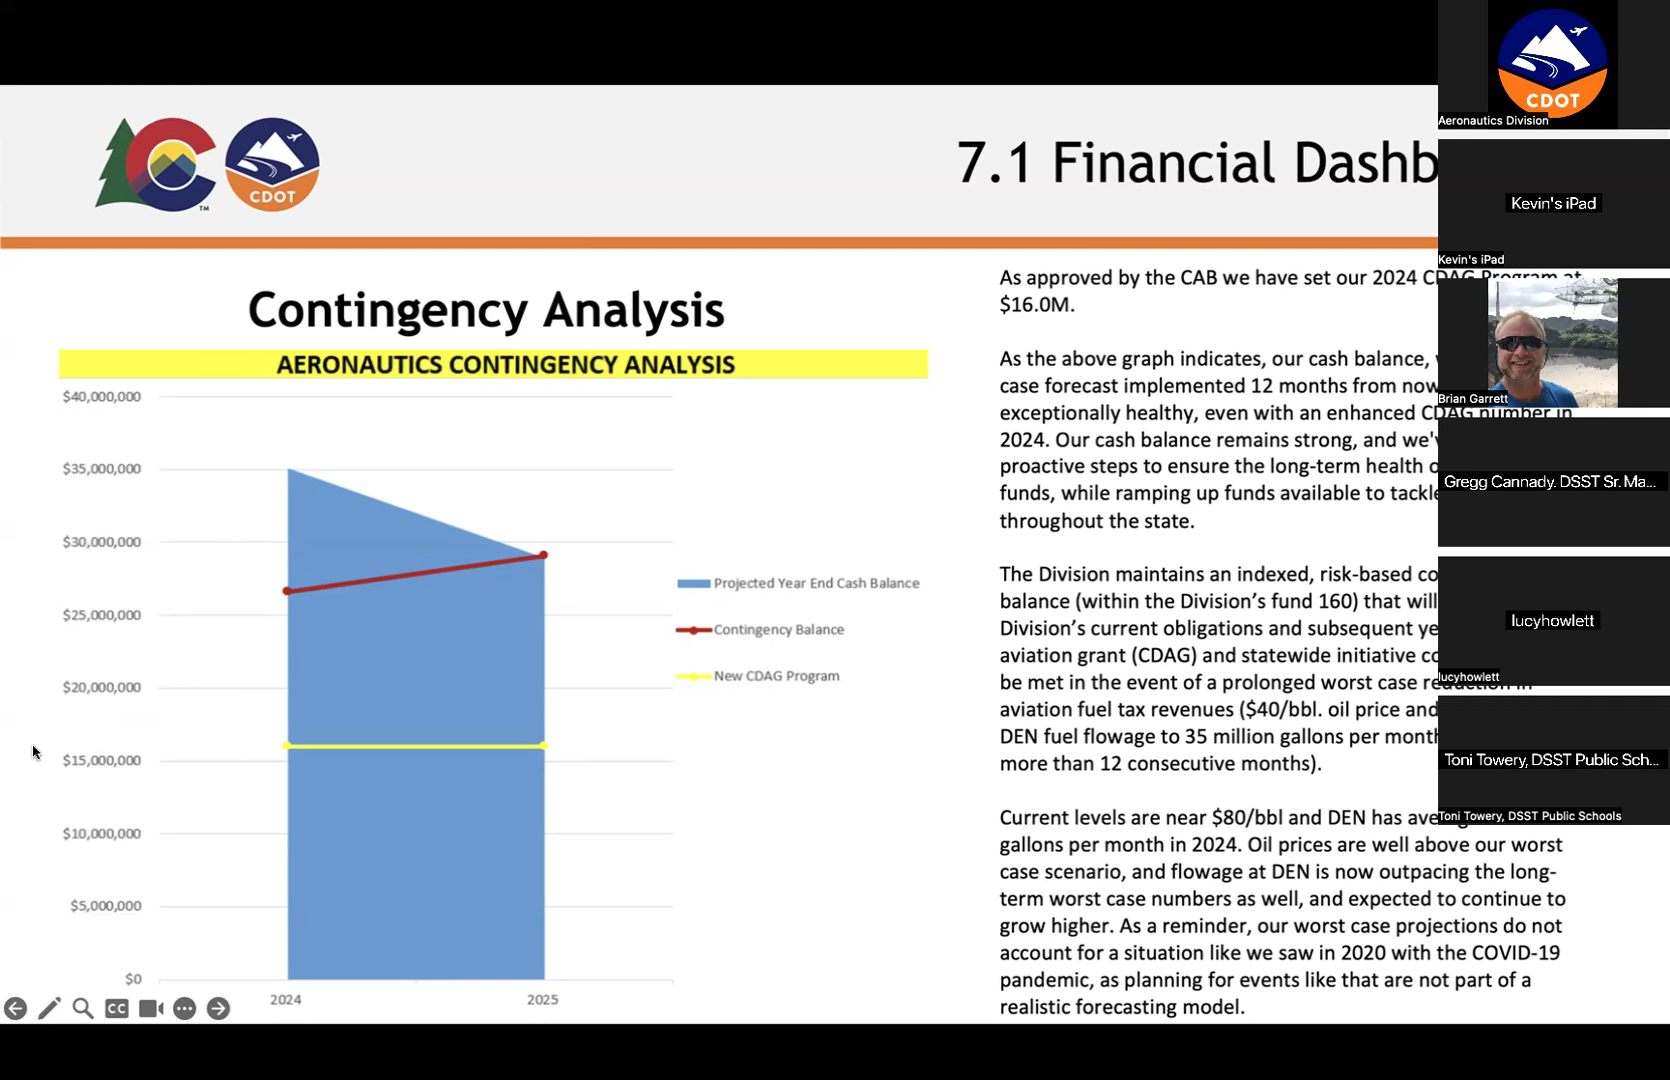 CDOT
Aeronautics Division
TM
CDOT
7.1 Financial Dashb
Kevin's iPad
Kevin's iPad
Contingency Analysis
AERONAUTICS CONTINGENCY ANALYSIS
$40,000,000
$35,000,000
$30,000,000
$25,000,000
$20,000,000
$15,000,000
$10,000,000
$5,000,000
$0
2024
2025
Projected Year End Cash Balance
Contingency Balance
New CDAG Program
As approved by the CAB we have set our 2024 CDAG Program at
$16.0M.
As the above graph indicates, our cash balance,
case forecast implemented 12 months from now
exceptionally healthy, even with an enhanced CDAG number in
2024. Our cash balance remains strong, and we'v
proactive steps to ensure the long-term health o
funds, while ramping up funds available to tackle
throughout the state.
The Division maintains an indexed, risk-based co
balance (within the Division's fund 160) that will
Division's current obligations and subsequent ye
aviation grant (CDAG) and statewide initiative co
be met in the event of a prolonged worst case reduction in
aviation fuel tax revenues ($40/bbl. oil price and
DEN fuel flowage to 35 million gallons per month
more than 12 consecutive months).
Current levels are near $80/bbl and DEN has ave
gallons per month in 2024. Oil prices are well above our worst
case scenario, and flowage at DEN is now outpacing the long-
term worst case numbers as well, and expected to continue to
grow higher. As a reminder, our worst case projections do not
account for a situation like we saw in 2020 with the COVID-19
pandemic, as planning for events like that are not part of a
realistic forecasting model.
Brian Garrett
Gregg Cannady. DSST Sr. Ma...
lucyhowlett
lucyhowlett
Toni Towery, DSST Public Sch...
Toni Towery, DSST Public Schools
CC